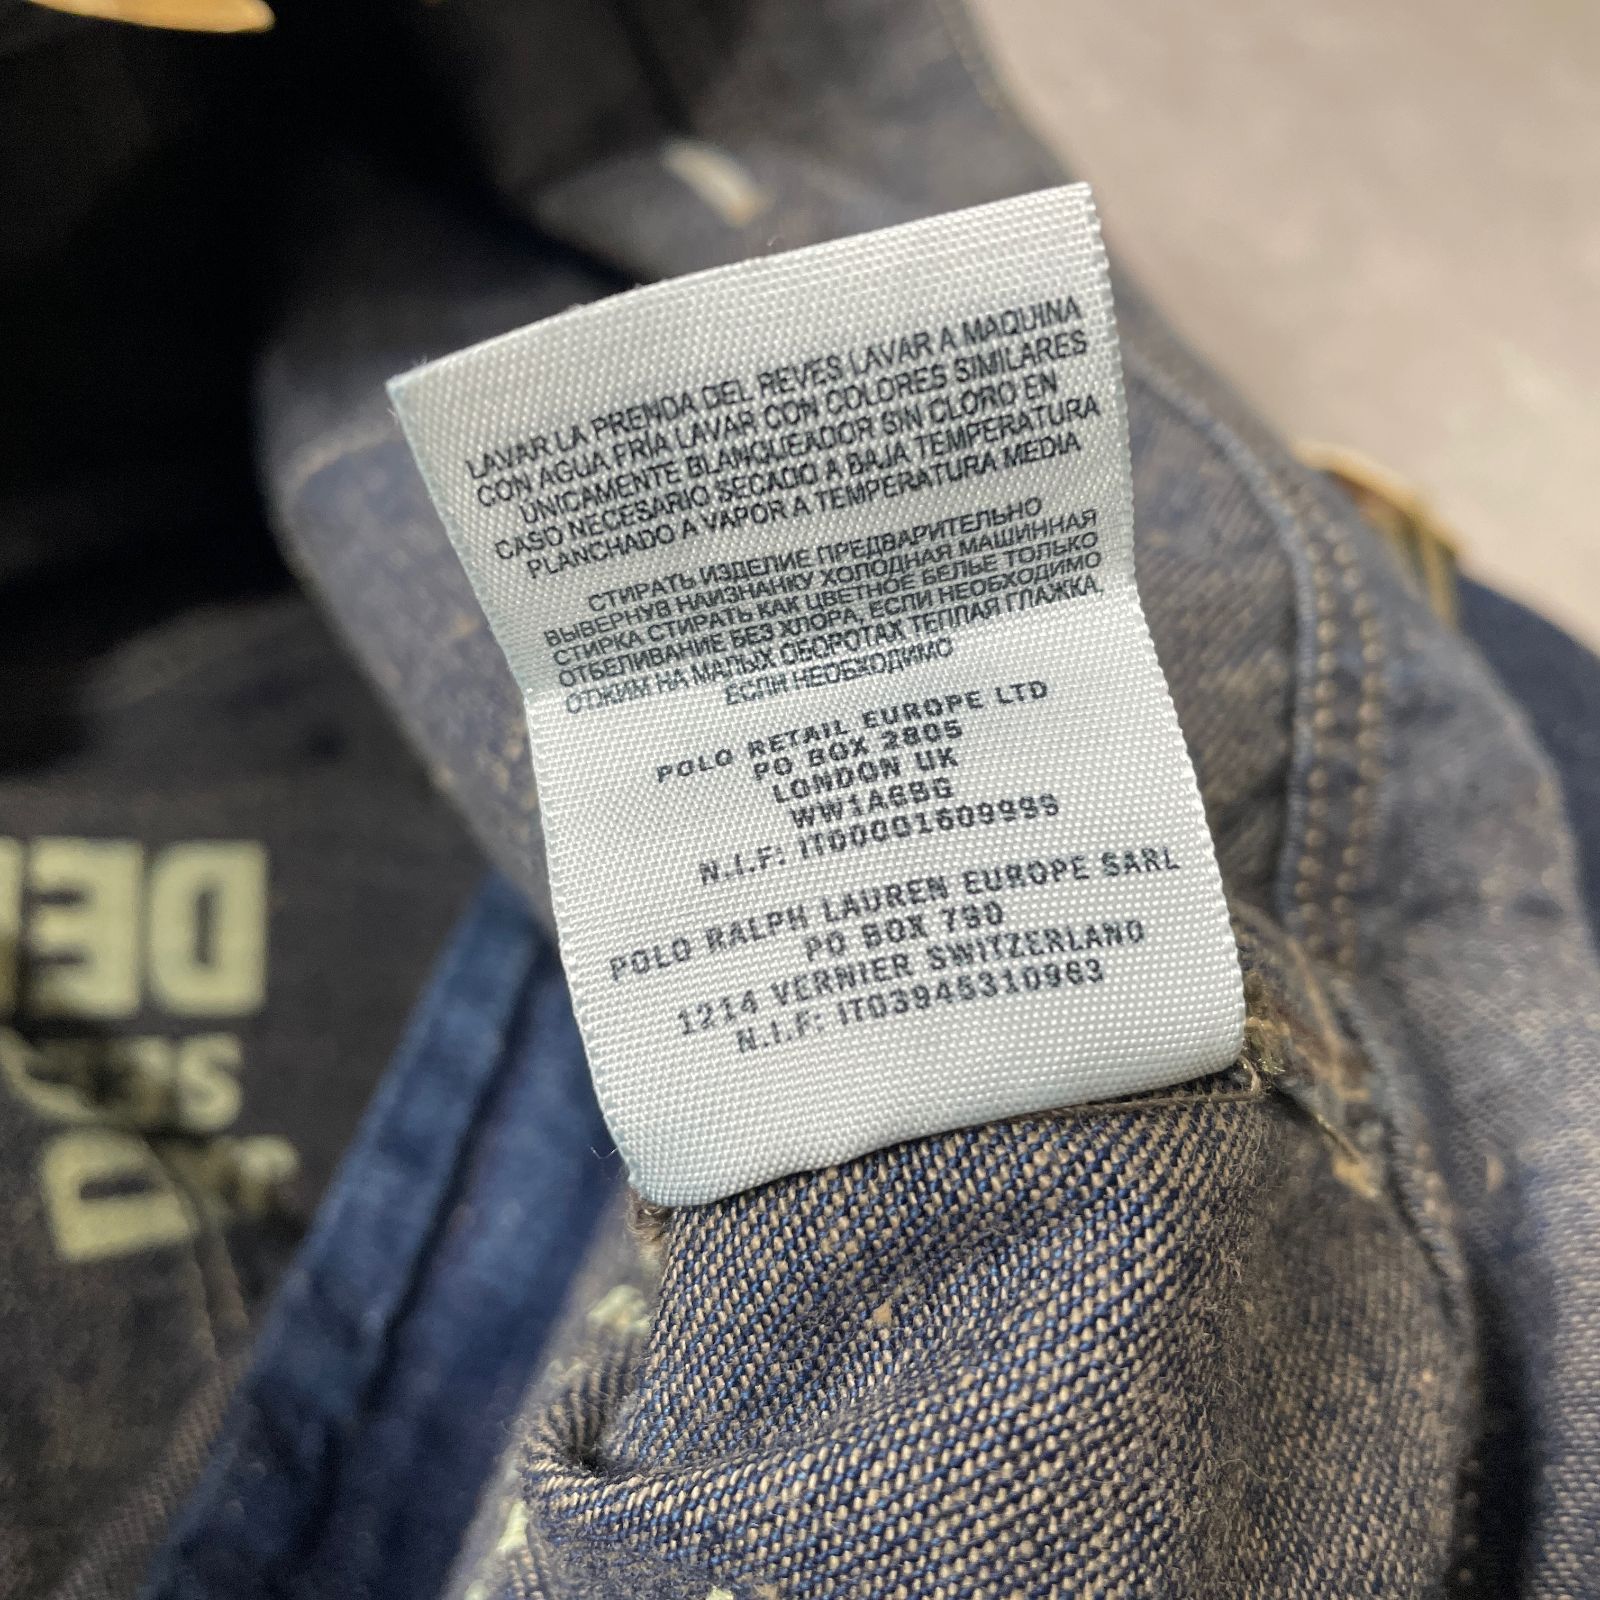 LAVAR LA PRENDA DEL REVES LAVAR A MAQUINA
CON AGUA FRIA LAVAR CON COLORES SIMILARES
UNICAMENTE BLANQUEADOR SIN CLORO EN
CASO NECESARIO SECADO A BAJA TEMPERATURA
PLANCHADO A VAPOR A TEMPERATURA MEDIA
СТИРАТЬ ИЗДЕЛИЕ ПРЕДВАРИТЕЛЬНО
ВЫВЕРНУВ НАИЗНАНКУ ХОЛОДНАЯ МАШИННАЯ
СТИРКА СТИРАТЬ КАК ЦВЕТНОЕ БЕЛЬЕ ТОЛЬКО
ОТБЕЛИВАНИЕ БЕЗ ХЛОРА, ЕСЛИ НЕОБХОДИМО
ОТЖИМ НА МАЛЫХ ОБОРОТАХ ТЕПЛАЯ ГЛАЖКА,
ЕСЛИ НЕОБХОДИМО
POLO RETAIL EUROPE LTD
PO BOX 2805
LONDON UK
WW1A6BG
N.I.F: IT00001609999
POLO RALPH LAUREN EUROPE SARL
PO BOX 790
1214 VERNIER SWITZERLAND
N.I.F: IT03945310963